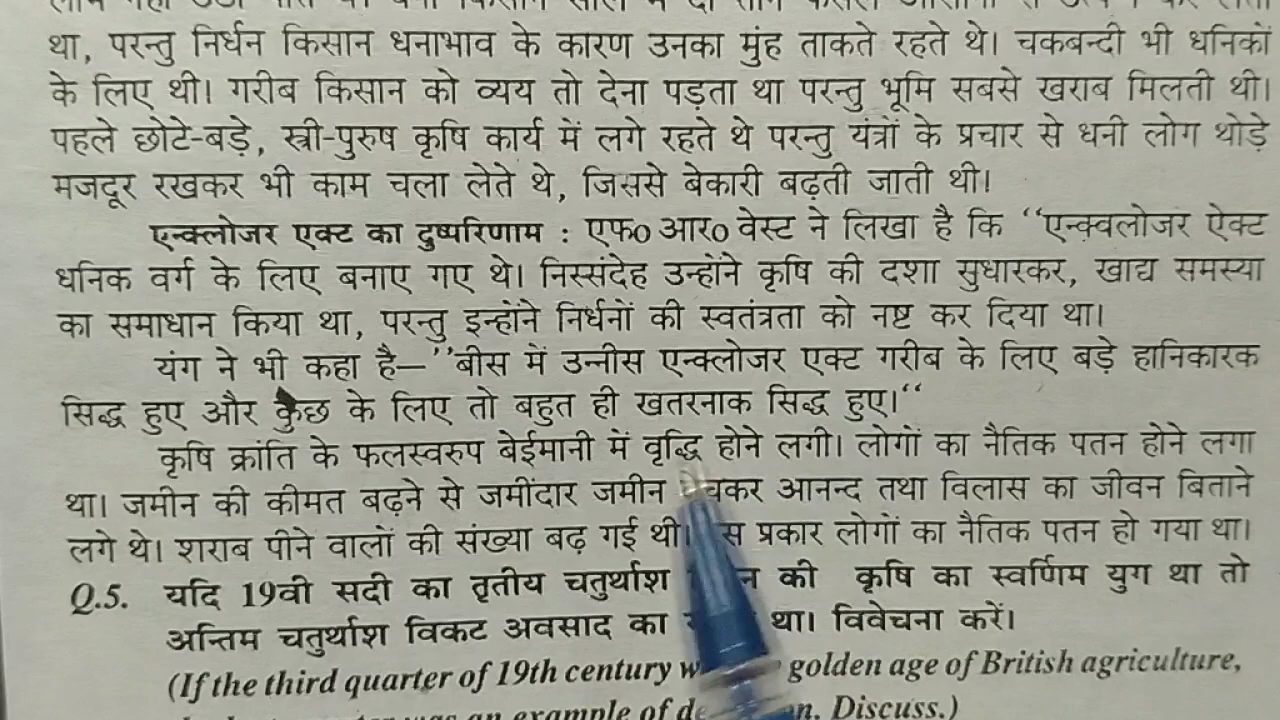 था, परन्तु निर्धन किसान धनाभाव के कारण उनका मुंह ताकते रहते थे। चकबन्दी भी धनिकों
के लिए थी। गरीब किसान को व्यय तो देना पड़ता था परन्तु भूमि सबसे खराब मिलती थी।
पहले छोटे-बड़े, स्त्री-पुरुष कृषि कार्य में लगे रहते थे परन्तु यंत्रों के प्रचार से धनी लोग थोड़े
मजदूर रखकर भी काम चला लेते थे, जिससे बेकारी बढ़ती जाती थी।
एन्क्लोजर एक्ट का दुष्परिणाम : एफ० आर० वेस्ट ने लिखा है कि ‘‘एन्क्वलोजर ऐक्ट
धनिक वर्ग के लिए बनाए गए थे। निस्संदेह उन्होंने कृषि की दशा सुधारकर, खाद्य समस्या
का समाधान किया था, परन्तु इन्होंने निर्धनों की स्वतंत्रता को नष्ट कर दिया था।
यंग ने भी कहा है–’’बीस में उन्नीस एन्क्लोजर एक्ट गरीब के लिए बड़े हानिकारक
सिद्ध हुए और कुछ के लिए तो बहुत ही खतरनाक सिद्ध हुए।‘‘
कृषि क्रांति के फलस्वरुप बेईमानी में वृद्धि होने लगी। लोगों का नैतिक पतन होने लगा
था। जमीन की कीमत बढ़ने से जमींदार जमीन आनन्द तथा विलास का जीवन बिताने
लगे थे। शराब पीने वालों की संख्या बढ़ गई थी। प्रकार लोगों का नैतिक पतन हो गया था।
Q.5. यदि 19वी सदी का तृतीय चतुर्थाश की कृषि का स्वर्णिम युग था तो
अन्तिम चतुर्थाश विकट अवसाद का था। विवेचना करें।
(If the third quarter of 19th century golden age of British agriculture,
an example of Discuss.)